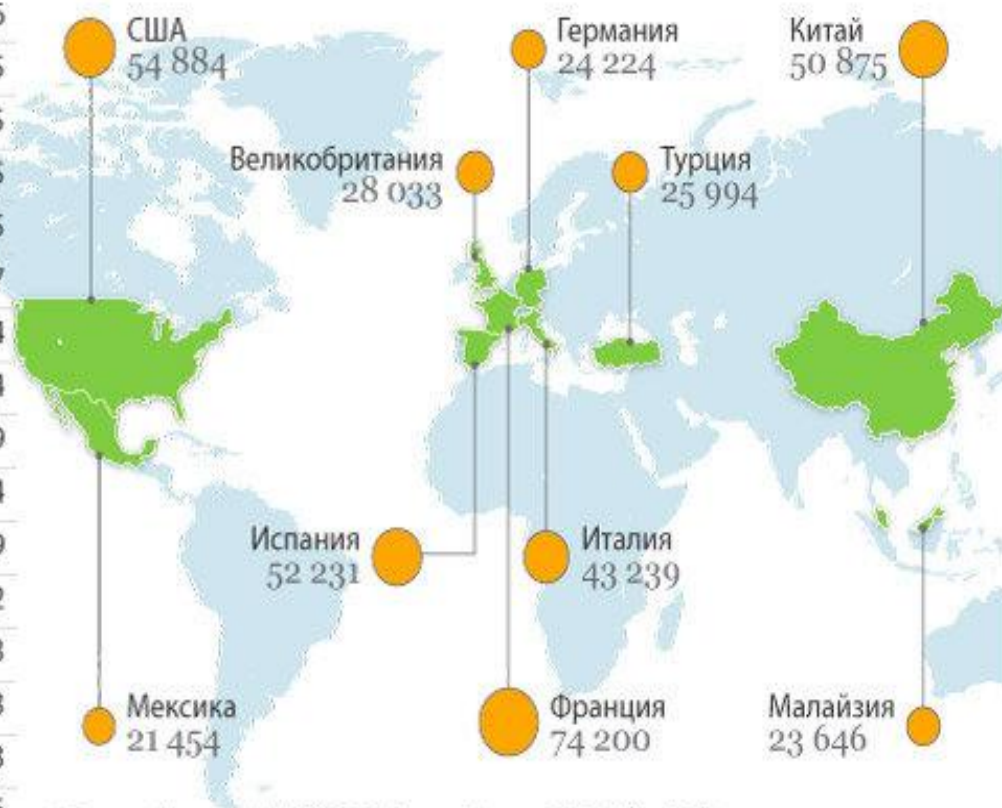 США
54 884
Германия
24 224
Китай
50 875
Великобритания
28 033
Турция
25 994
Испания
52 231
Италия
43 239
Мексика
21 454
Франция
74 200
Малайзия
23 646